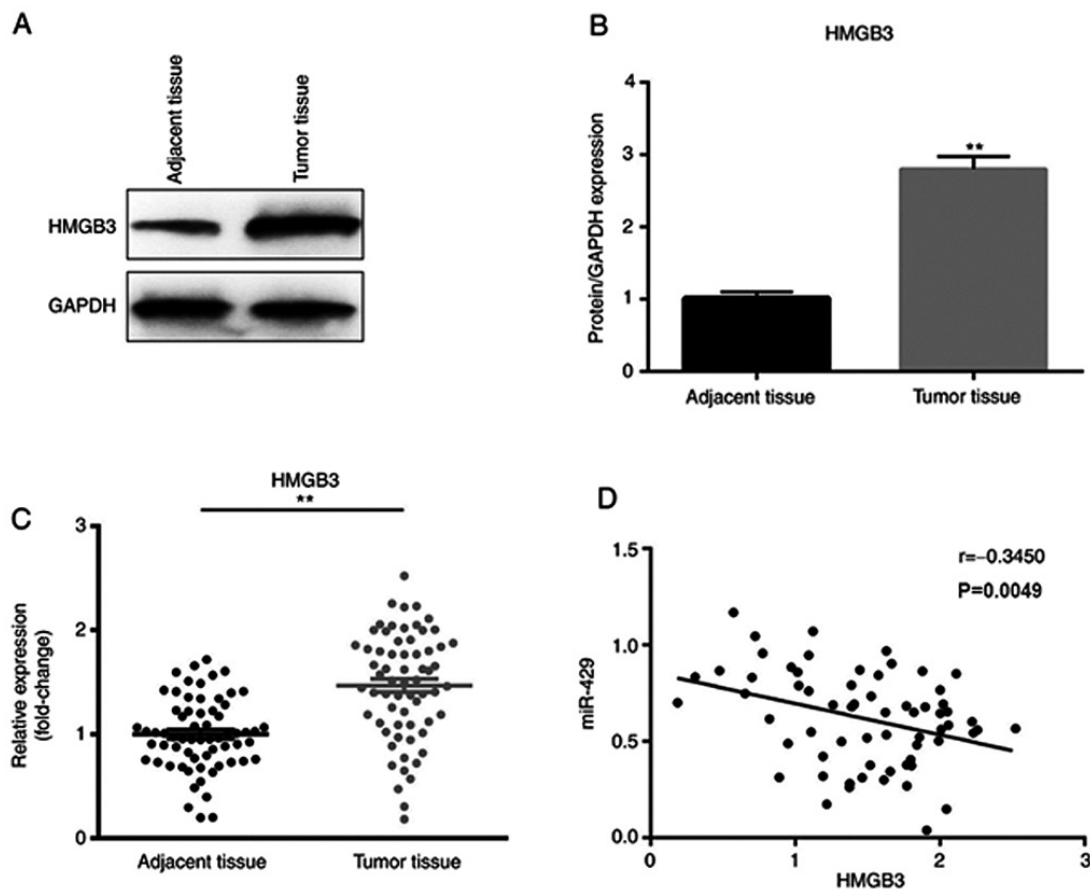 A
Adjacent tissue
Tumor tissue
HMGB3
GAPDH
B
HMGB3
Protein/GAPDH expression
4
3
2
1
0
**
Adjacent tissue
Tumor tissue
C
HMGB3
**
Relative expression
(fold-change)
3
2
1
0
Adjacent tissue
Tumor tissue
D
r=−0.3450
P=0.0049
miR-429
1.5
1.0
0.5
0.0
0
1
2
3
HMGB3